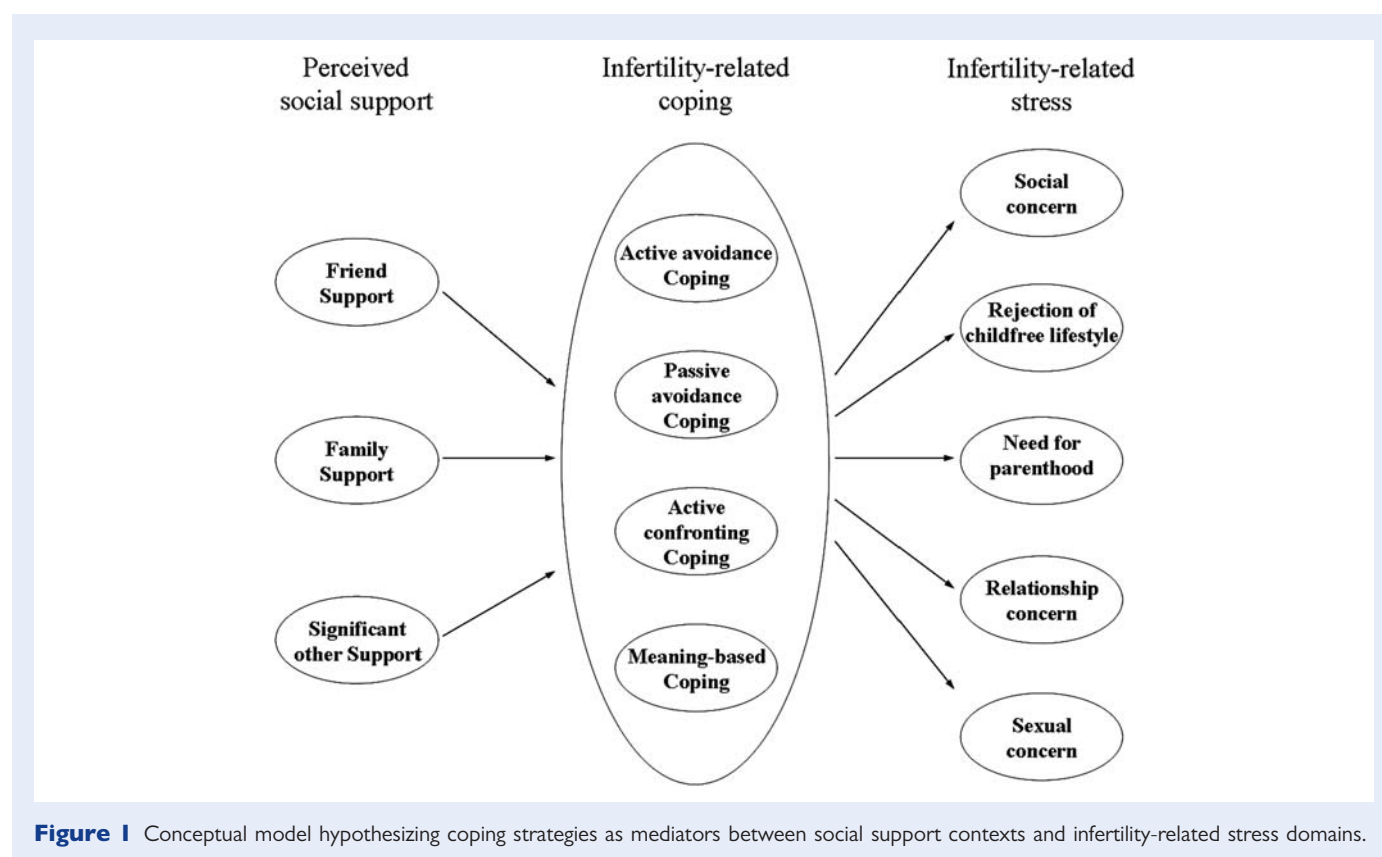 Perceived
social support
Infertility-related
coping
Infertility-related
stress
Friend
Support
Family
Support
Significant
other Support
Active avoidance
Coping
Passive
avoidance
Coping
Active
confronting
Coping
Meaning-based
Coping
Social
concern
Rejection of
childfree lifestyle
Need for
parenthood
Relationship
concern
Sexual
concern
Figure 1 Conceptual model hypothesizing coping strategies as mediators between social support contexts and infertility-related stress domains.